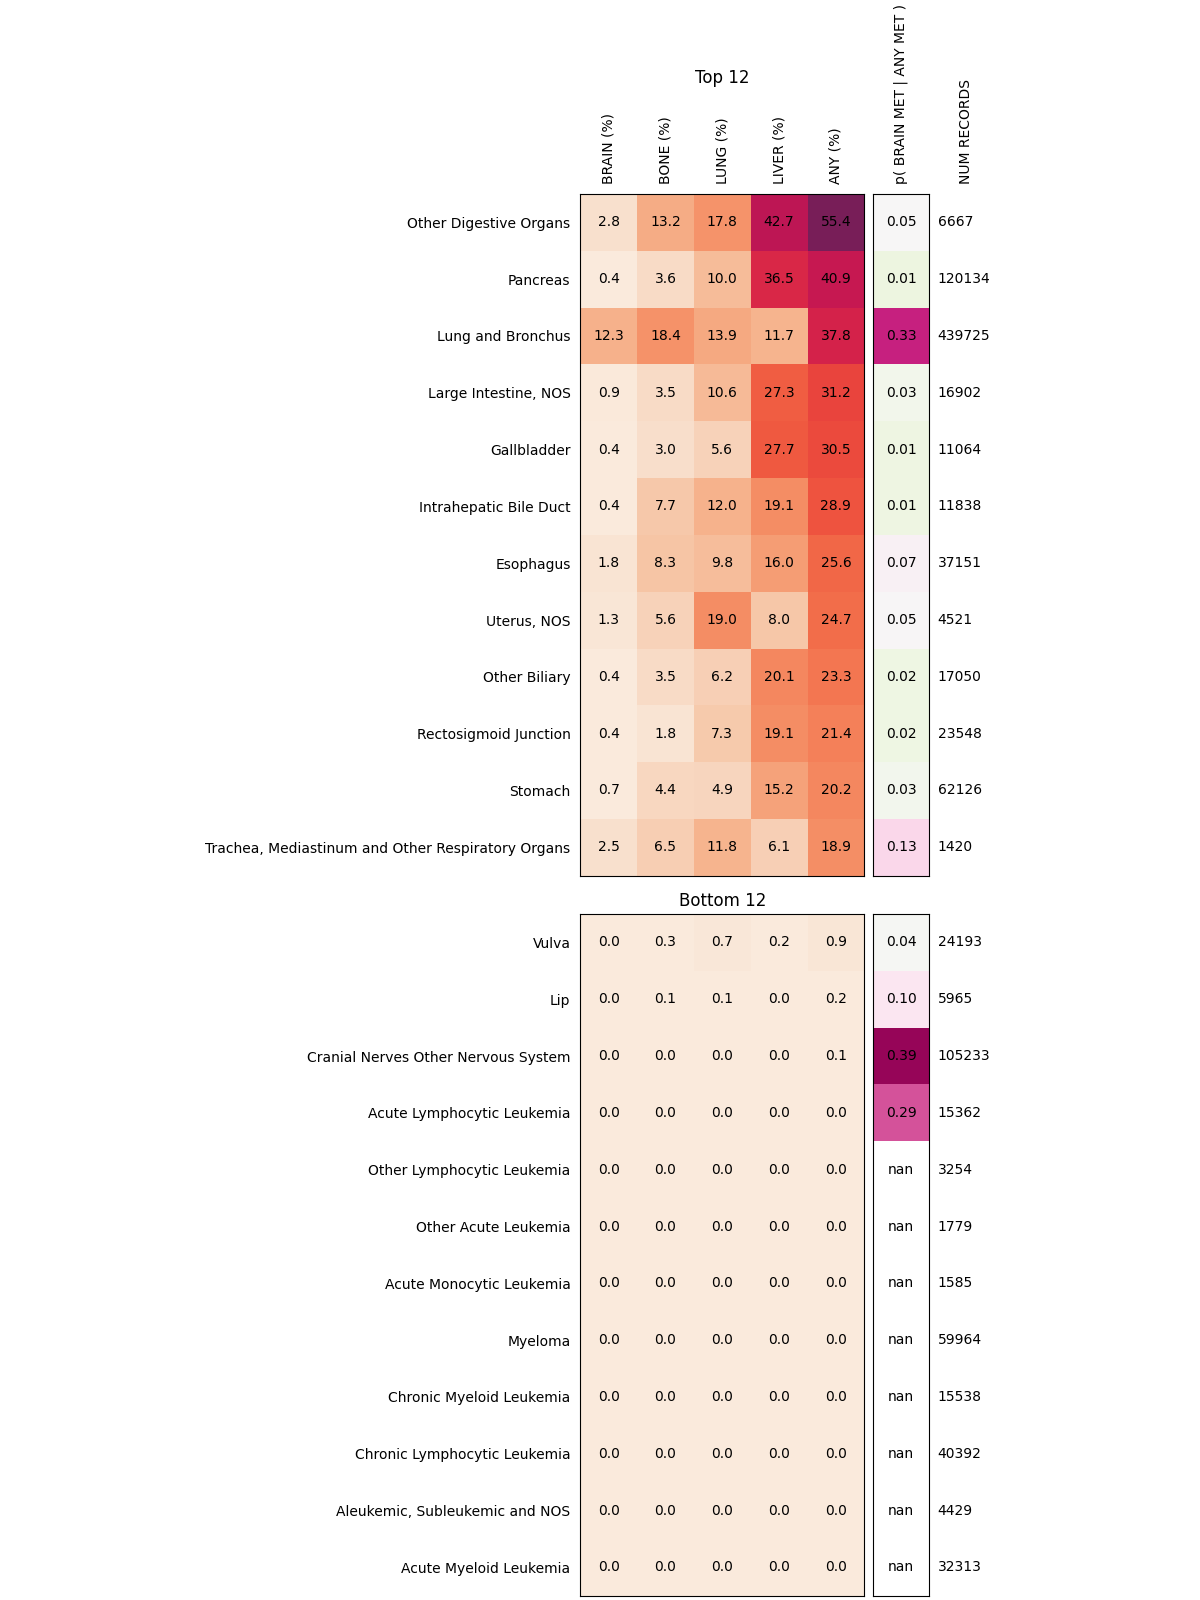 Top 12
BRAIN (%) BONE (%) LUNG (%) LIVER (%) ANY (%) p( BRAIN MET | ANY MET ) NUM RECORDS
Other Digestive Organs 2.8 13.2 17.8 42.7 55.4 0.05 6667
Pancreas 0.4 3.6 10.0 36.5 40.9 0.01 120134
Lung and Bronchus 12.3 18.4 13.9 11.7 37.8 0.33 439725
Large Intestine, NOS 0.9 3.5 10.6 27.3 31.2 0.03 16902
Gallbladder 0.4 3.0 5.6 27.7 30.5 0.01 11064
Intrahepatic Bile Duct 0.4 7.7 12.0 19.1 28.9 0.01 11838
Esophagus 1.8 8.3 9.8 16.0 25.6 0.07 37151
Uterus, NOS 1.3 5.6 19.0 8.0 24.7 0.05 4521
Other Biliary 0.4 3.5 6.2 20.1 23.3 0.02 17050
Rectosigmoid Junction 0.4 1.8 7.3 19.1 21.4 0.02 23548
Stomach 0.7 4.4 4.9 15.2 20.2 0.03 62126
Trachea, Mediastinum and Other Respiratory Organs 2.5 6.5 11.8 6.1 18.9 0.13 1420
Bottom 12
Vulva 0.0 0.3 0.7 0.2 0.9 0.04 24193
Lip 0.0 0.1 0.1 0.0 0.2 0.10 5965
Cranial Nerves Other Nervous System 0.0 0.0 0.0 0.0 0.1 0.39 105233
Acute Lymphocytic Leukemia 0.0 0.0 0.0 0.0 0.0 0.29 15362
Other Lymphocytic Leukemia 0.0 0.0 0.0 0.0 0.0 nan 3254
Other Acute Leukemia 0.0 0.0 0.0 0.0 0.0 nan 1779
Acute Monocytic Leukemia 0.0 0.0 0.0 0.0 0.0 nan 1585
Myeloma 0.0 0.0 0.0 0.0 0.0 nan 59964
Chronic Myeloid Leukemia 0.0 0.0 0.0 0.0 0.0 nan 15538
Chronic Lymphocytic Leukemia 0.0 0.0 0.0 0.0 0.0 nan 40392
Aleukemic, Subleukemic and NOS 0.0 0.0 0.0 0.0 0.0 nan 4429
Acute Myeloid Leukemia 0.0 0.0 0.0 0.0 0.0 nan 32313